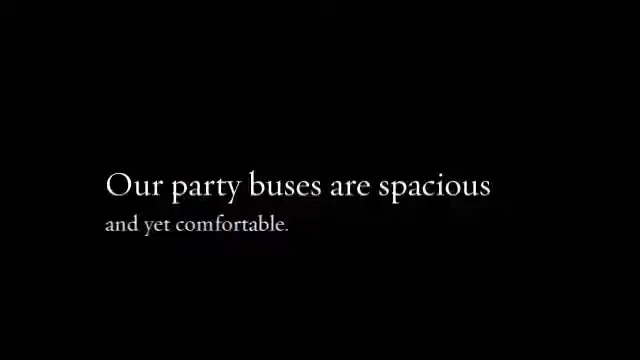 Our party buses are spacious
and yet comfortable.